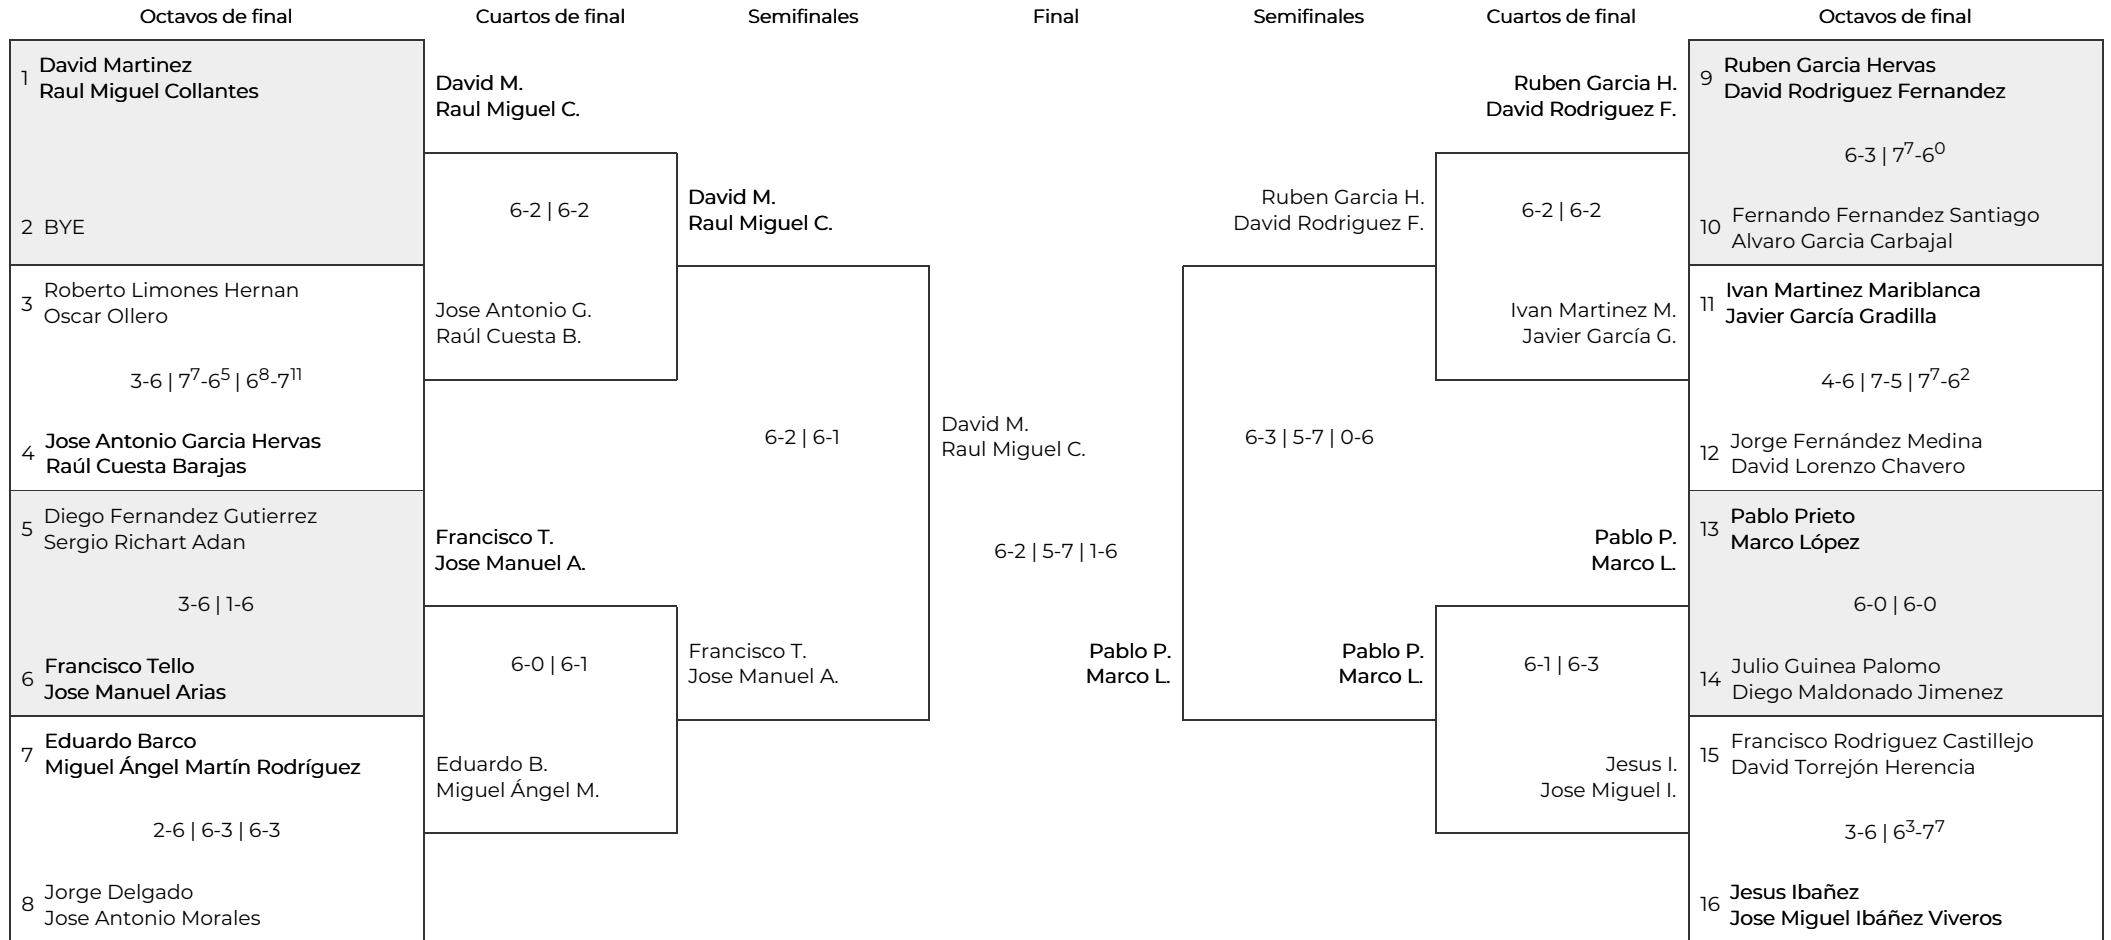 Octavos de final
Cuartos de final
Semifinales
Final
Semifinales
Cuartos de final
Octavos de final
1
David Martinez
Raul Miguel Collantes
2 BYE
3
Roberto Limones Hernan
Oscar Ollero
3-6 | 7⁷-6⁵ | 6⁸-7¹¹
4
Jose Antonio Garcia Hervas
Raúl Cuesta Barajas
5
Diego Fernandez Gutierrez
Sergio Richart Adan
3-6 | 1-6
6
Francisco Tello
Jose Manuel Arias
7
Eduardo Barco
Miguel Ángel Martín Rodríguez
2-6 | 6-3 | 6-3
8
Jorge Delgado
Jose Antonio Morales
David M.
Raul Miguel C.
6-2 | 6-2
Jose Antonio G.
Raúl Cuesta B.
Francisco T.
Jose Manuel A.
6-0 | 6-1
Eduardo B.
Miguel Ángel M.
David M.
Raul Miguel C.
6-2 | 6-1
Francisco T.
Jose Manuel A.
David M.
Raul Miguel C.
6-2 | 5-7 | 1-6
Pablo P.
Marco L.
Ruben Garcia H.
David Rodriguez F.
6-3 | 5-7 | 0-6
Pablo P.
Marco L.
Ruben Garcia H.
David Rodriguez F.
6-2 | 6-2
Ivan Martinez M.
Javier García G.
Pablo P.
Marco L.
6-1 | 6-3
Jesus I.
Jose Miguel I.
9
Ruben Garcia Hervas
David Rodriguez Fernandez
6-3 | 7⁷-6⁰
10
Fernando Fernandez Santiago
Alvaro Garcia Carbajal
11
Ivan Martinez Mariblanca
Javier García Gradilla
4-6 | 7-5 | 7⁷-6²
12
Jorge Fernández Medina
David Lorenzo Chavero
13
Pablo Prieto
Marco López
6-0 | 6-0
14
Julio Guinea Palomo
Diego Maldonado Jimenez
15
Francisco Rodriguez Castillejo
David Torrejón Herencia
3-6 | 6³-7⁷
16
Jesus Ibañez
Jose Miguel Ibáñez Viveros